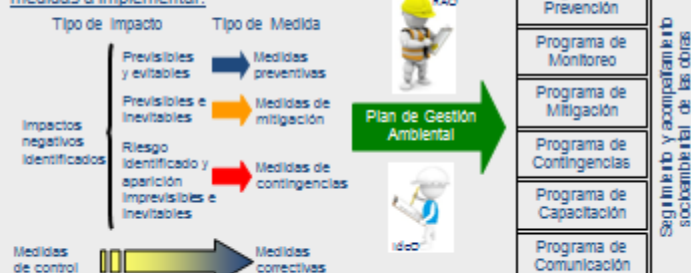 medidas a implementar:
Tipo de Impacto
Tipo de Medida
Impactos
negativos
Identificados
Previsibles
y evitables
Medidas
preventivas
Previsibles e
Inevitables
Medidas de
mitigación
Riesgo
Identificado y
aparición
Imprevisibles e
Inevitables
Medidas de
contingencias
Medidas
de control
Medidas
correctivas
Plan de Gestión
Ambiental
IdeO
Prevención
Programa de
Monitoreo
Programa de
Mitigación
Programa de
Contingencias
Programa de
Capacitación
Programa de
Comunicación
Seguimiento y acompañamiento
socioambiental de las obras